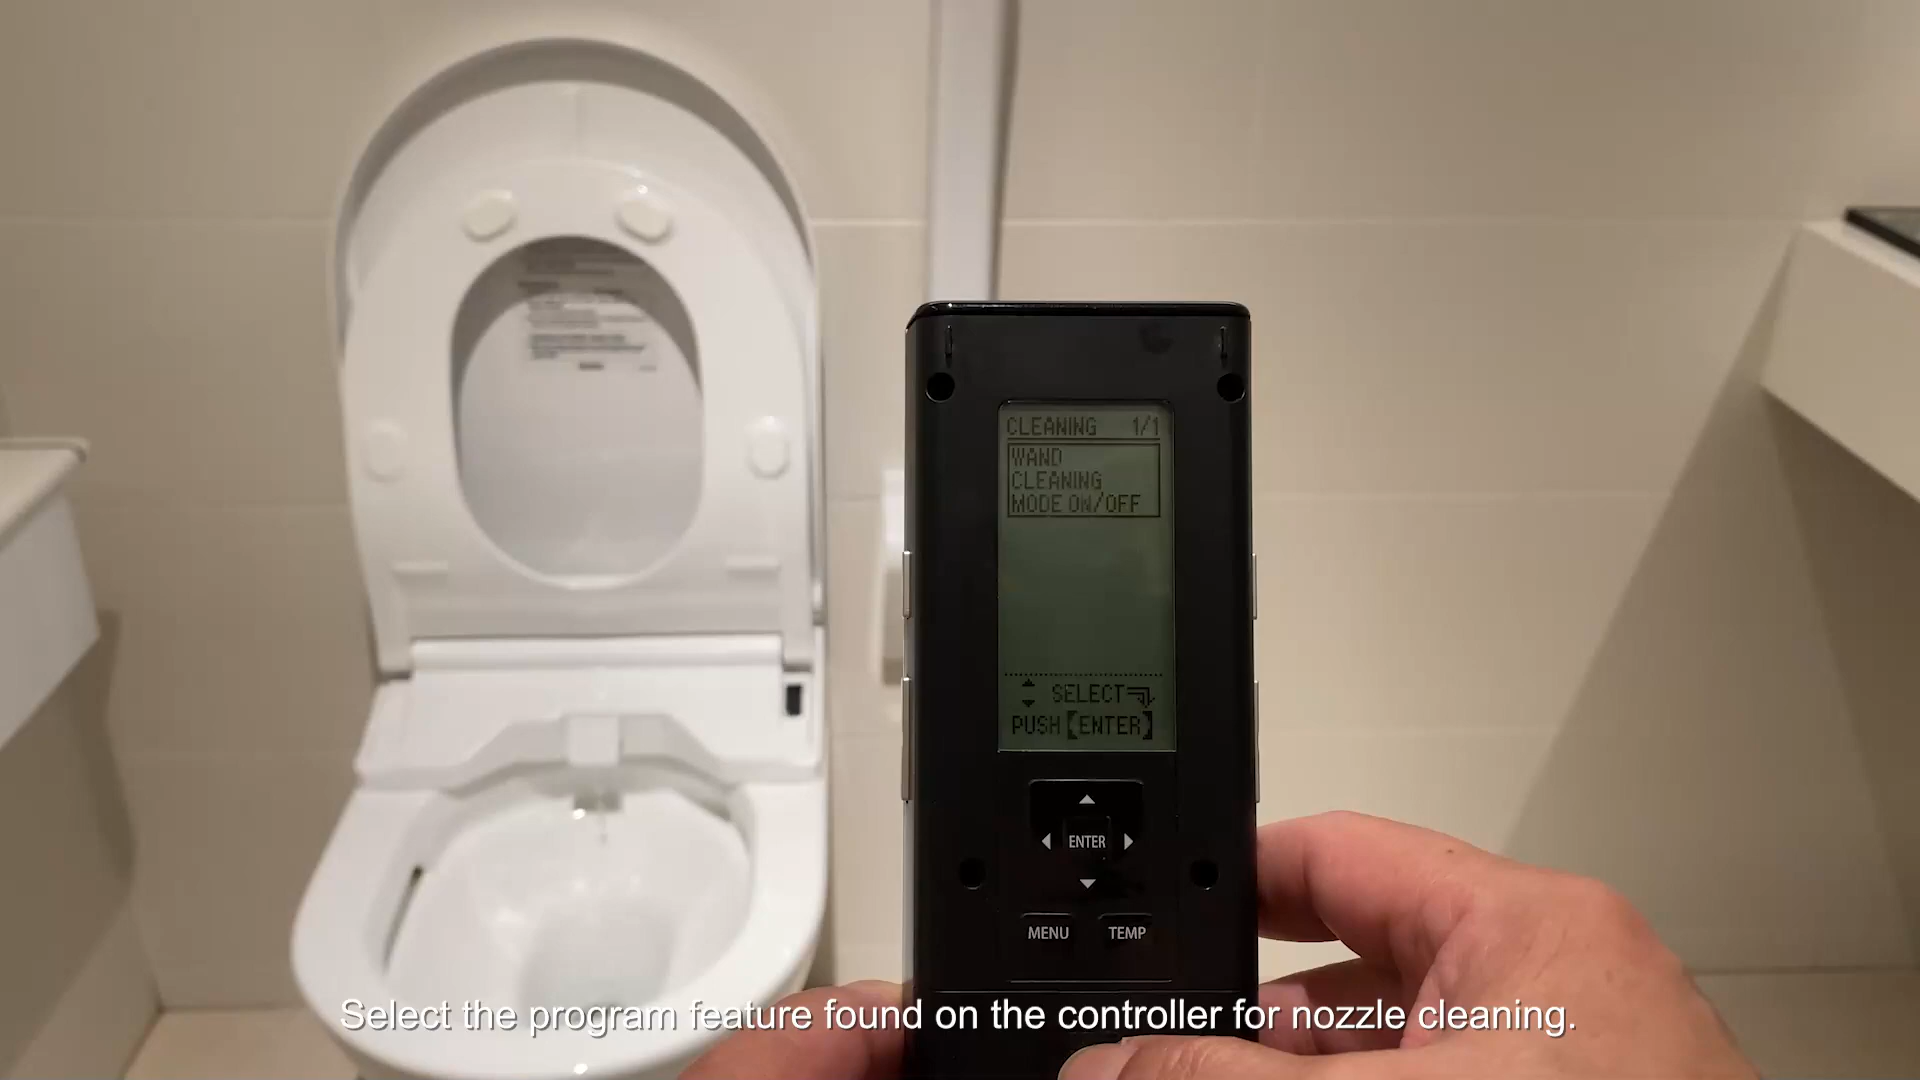 CLEANING 1/1
WAND
CLEANING
MODE ON/OFF
SELECT
PUSH【ENTER】
ENTER
MENU TEMP
Select the program feature found on the controller for nozzle cleaning.